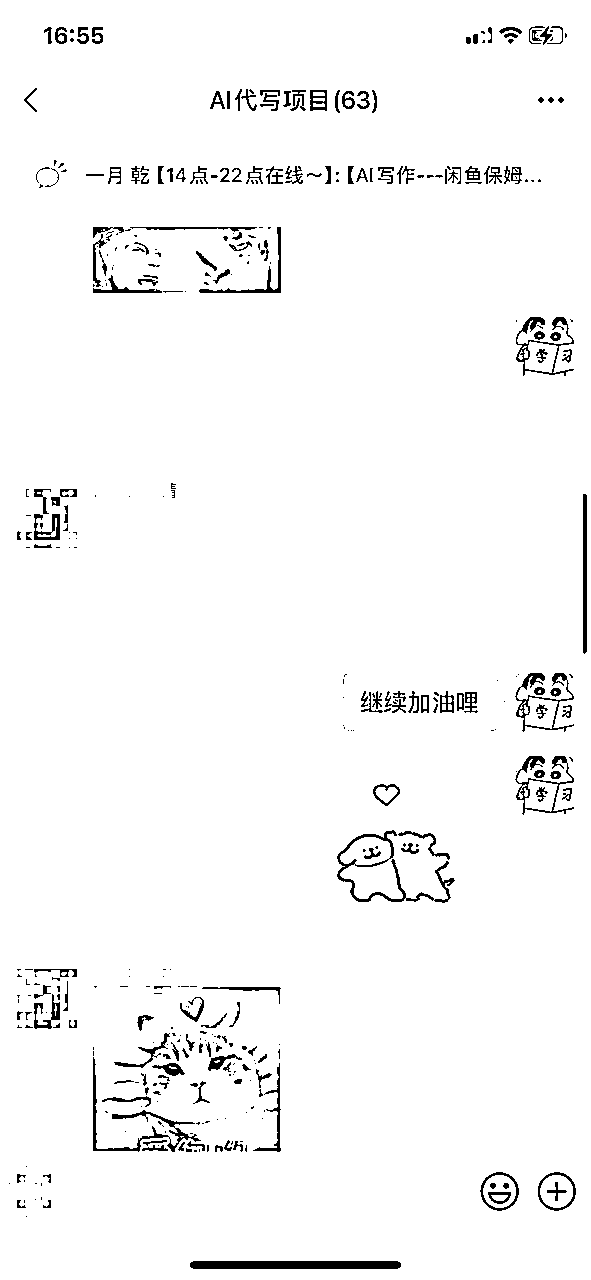 16:55
AI代写项目(63)
一月 乾【14点-22点在线～】:【AI写作---闲鱼保姆...
学 习
继续加油哩
学 习
学 习